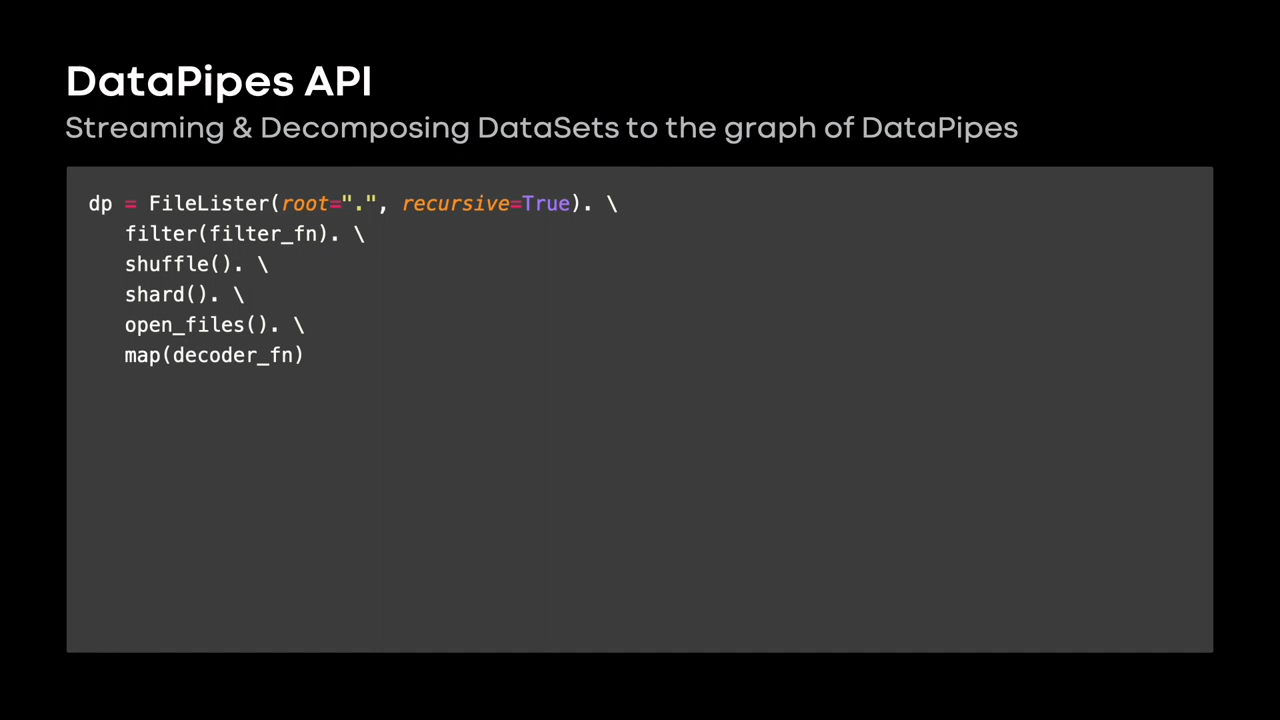 DataPipes API
Streaming & Decomposing DataSets to the graph of DataPipes
dp = FileLister(root=".", recursive=True). \
filter(filter_fn). \
shuffle(). \
shard(). \
open_files(). \
map(decoder_fn)